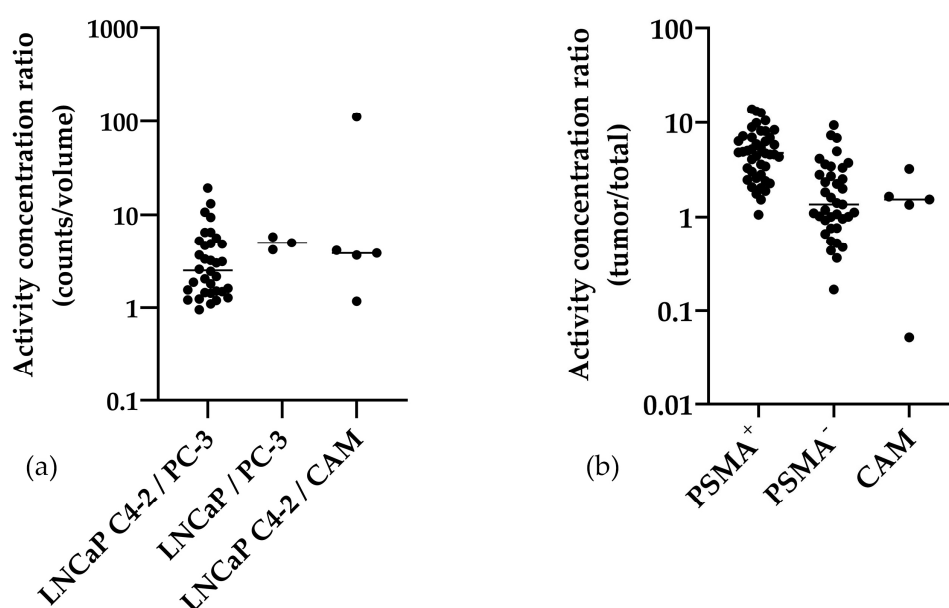 Activity concentration ratio
(counts/volume)
1000
100
10
1
0.1
LNCaP C4-2 / PC-3
LNCaP / PC-3
LNCaP C4-2 / CAM
(a)
Activity concentration ratio
(tumor/total)
100
10
1
0.1
0.01
PSMA+
PSMA-
CAM
(b)